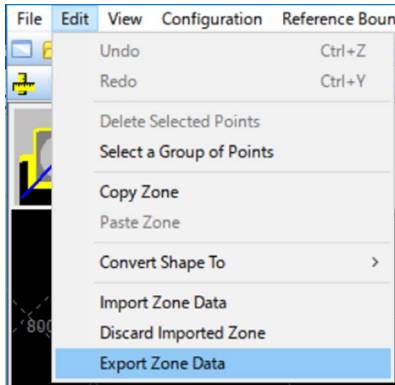 File Edit View Configuration Reference Boun
Undo Ctrl+Z
Redo Ctrl+Y
Delete Selected Points
Select a Group of Points
Copy Zone
Paste Zone
Convert Shape To >
Import Zone Data
Discard Imported Zone
800
Export Zone Data